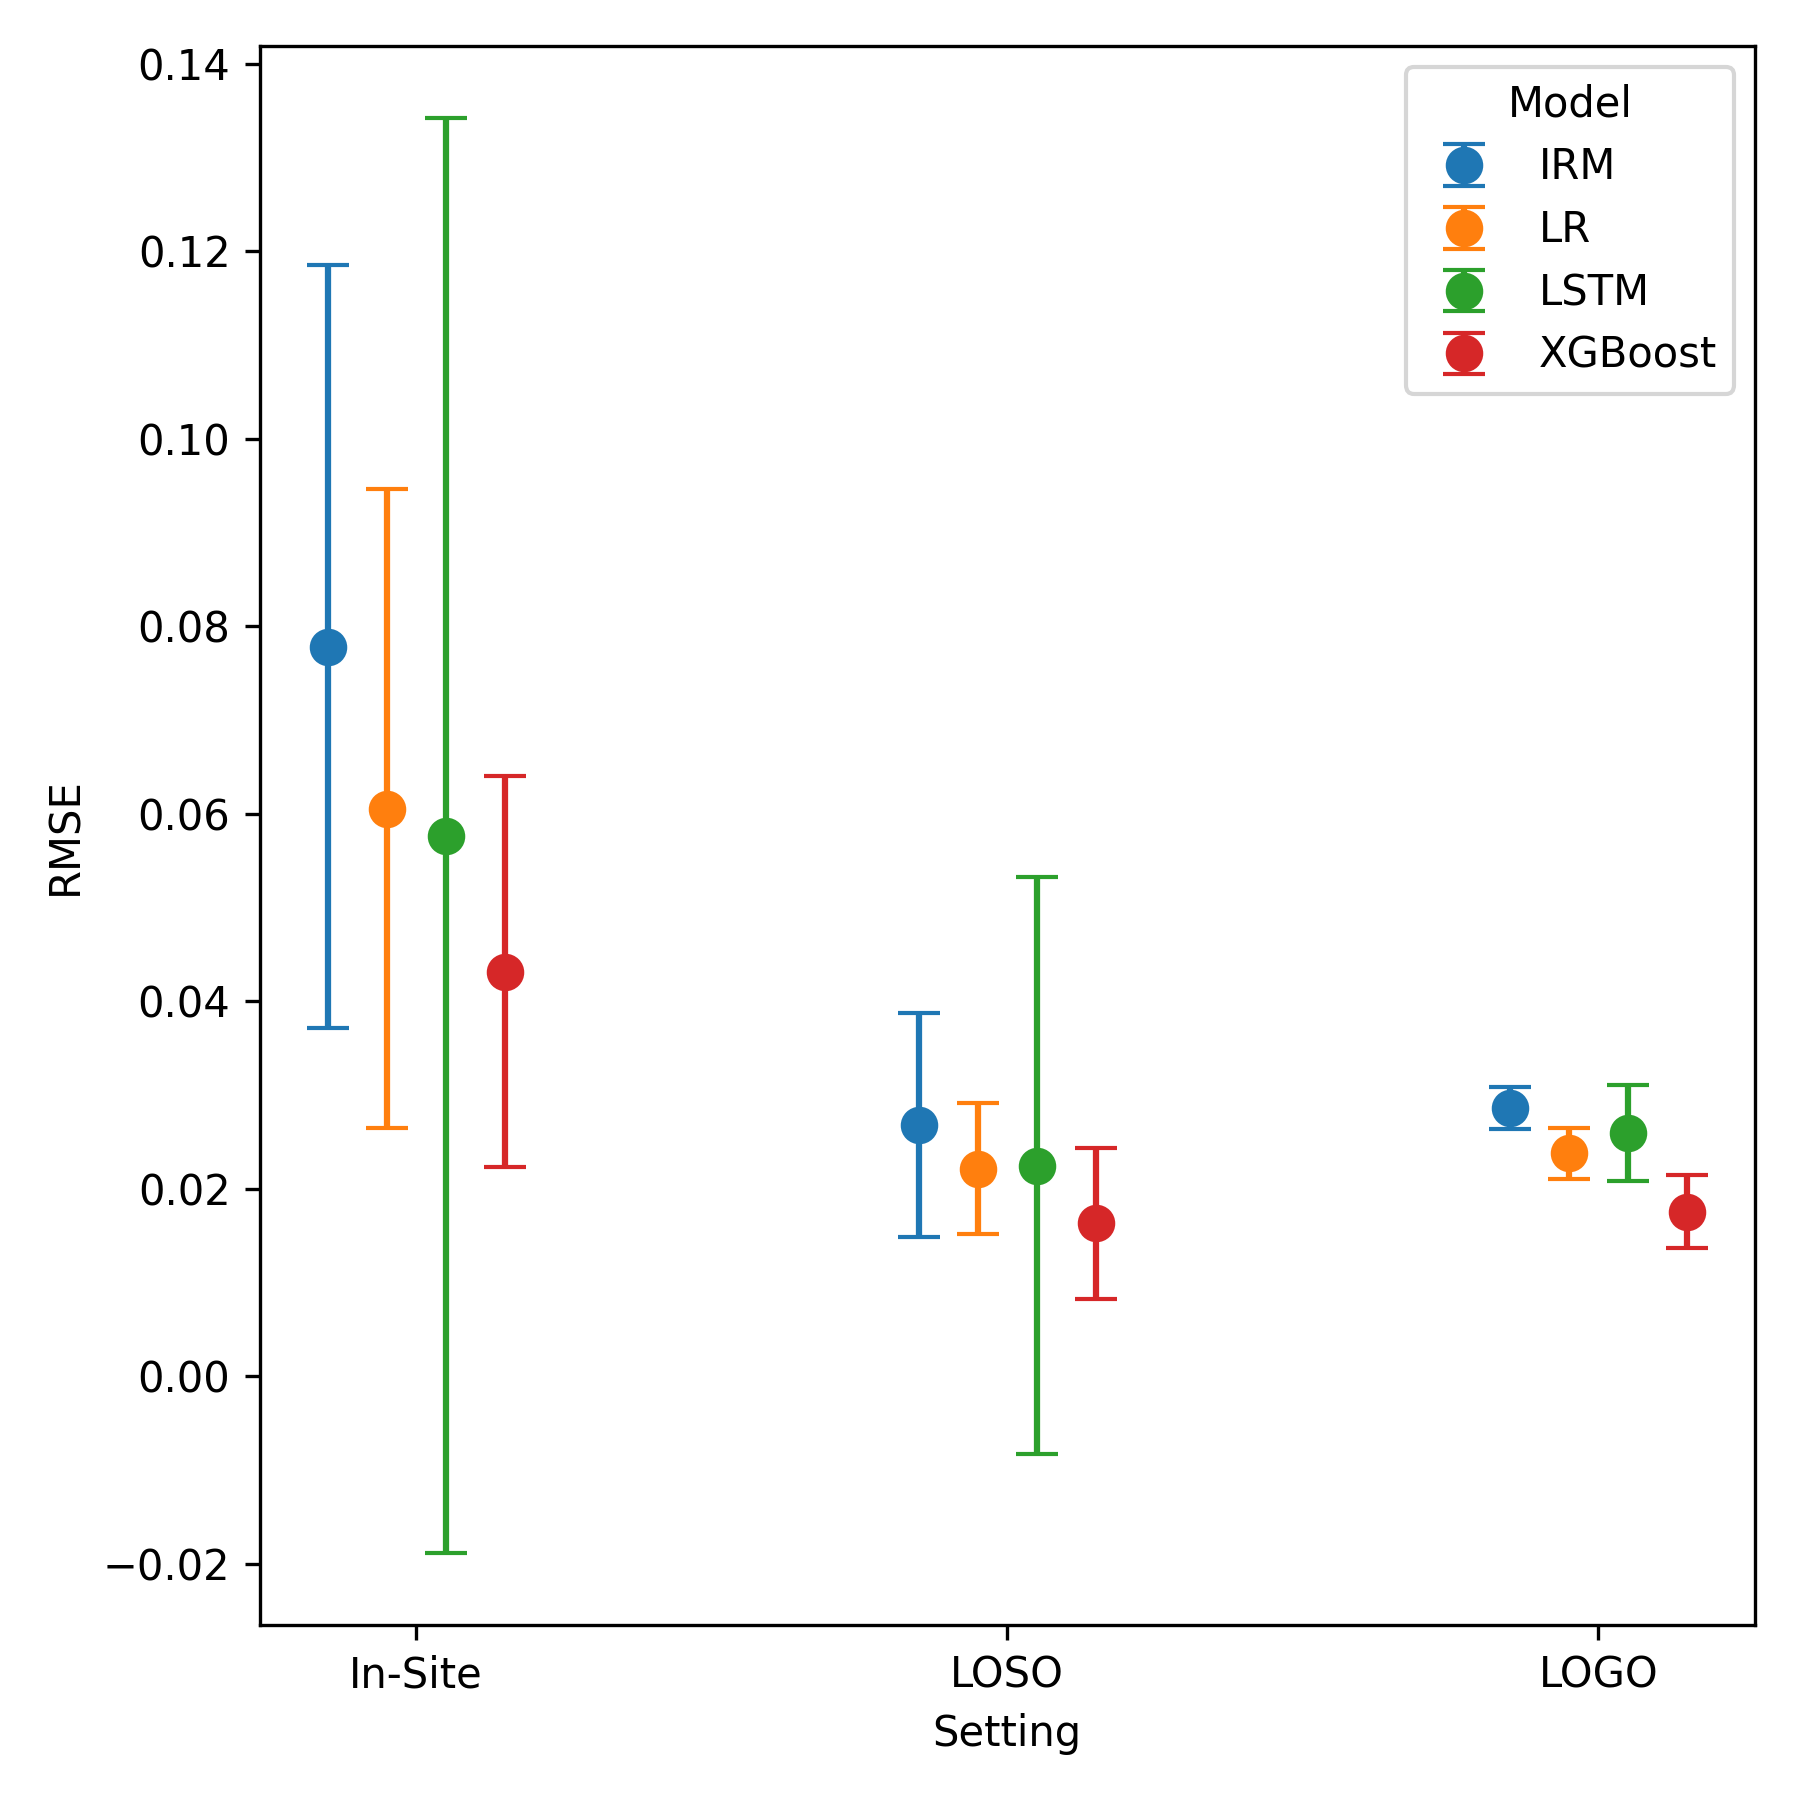 0.14
0.12
0.10
0.08
0.06
0.04
0.02
0.00
−0.02
RMSE
Model
IRM
LR
LSTM
XGBoost
In-Site
LOSO
LOGO
Setting